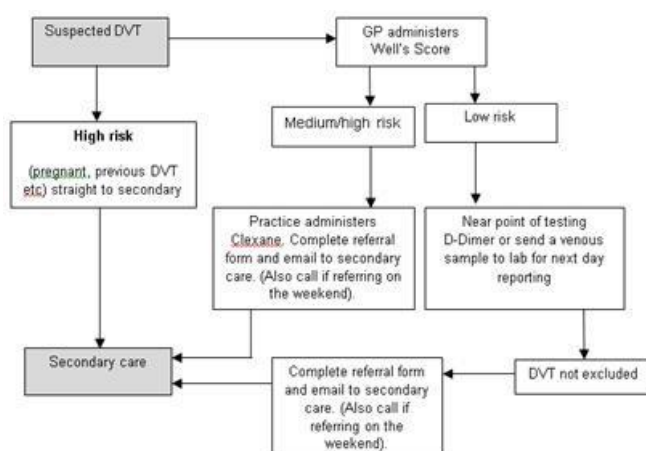 Suspected DVT
GP administers
Well's Score
High risk
(pregnant, previous DVT
etc) straight to secondary
Medium/high risk
Low risk
Practice administers
Clexane. Complete referral
form and email to secondary
care. (Also call if referring on
the weekend).
Near point of testing
D-Dimer or send a venous
sample to lab for next day
reporting
Secondary care
Complete referral form
and email to secondary
care. (Also call if
referring on the
weekend).
DVT not excluded